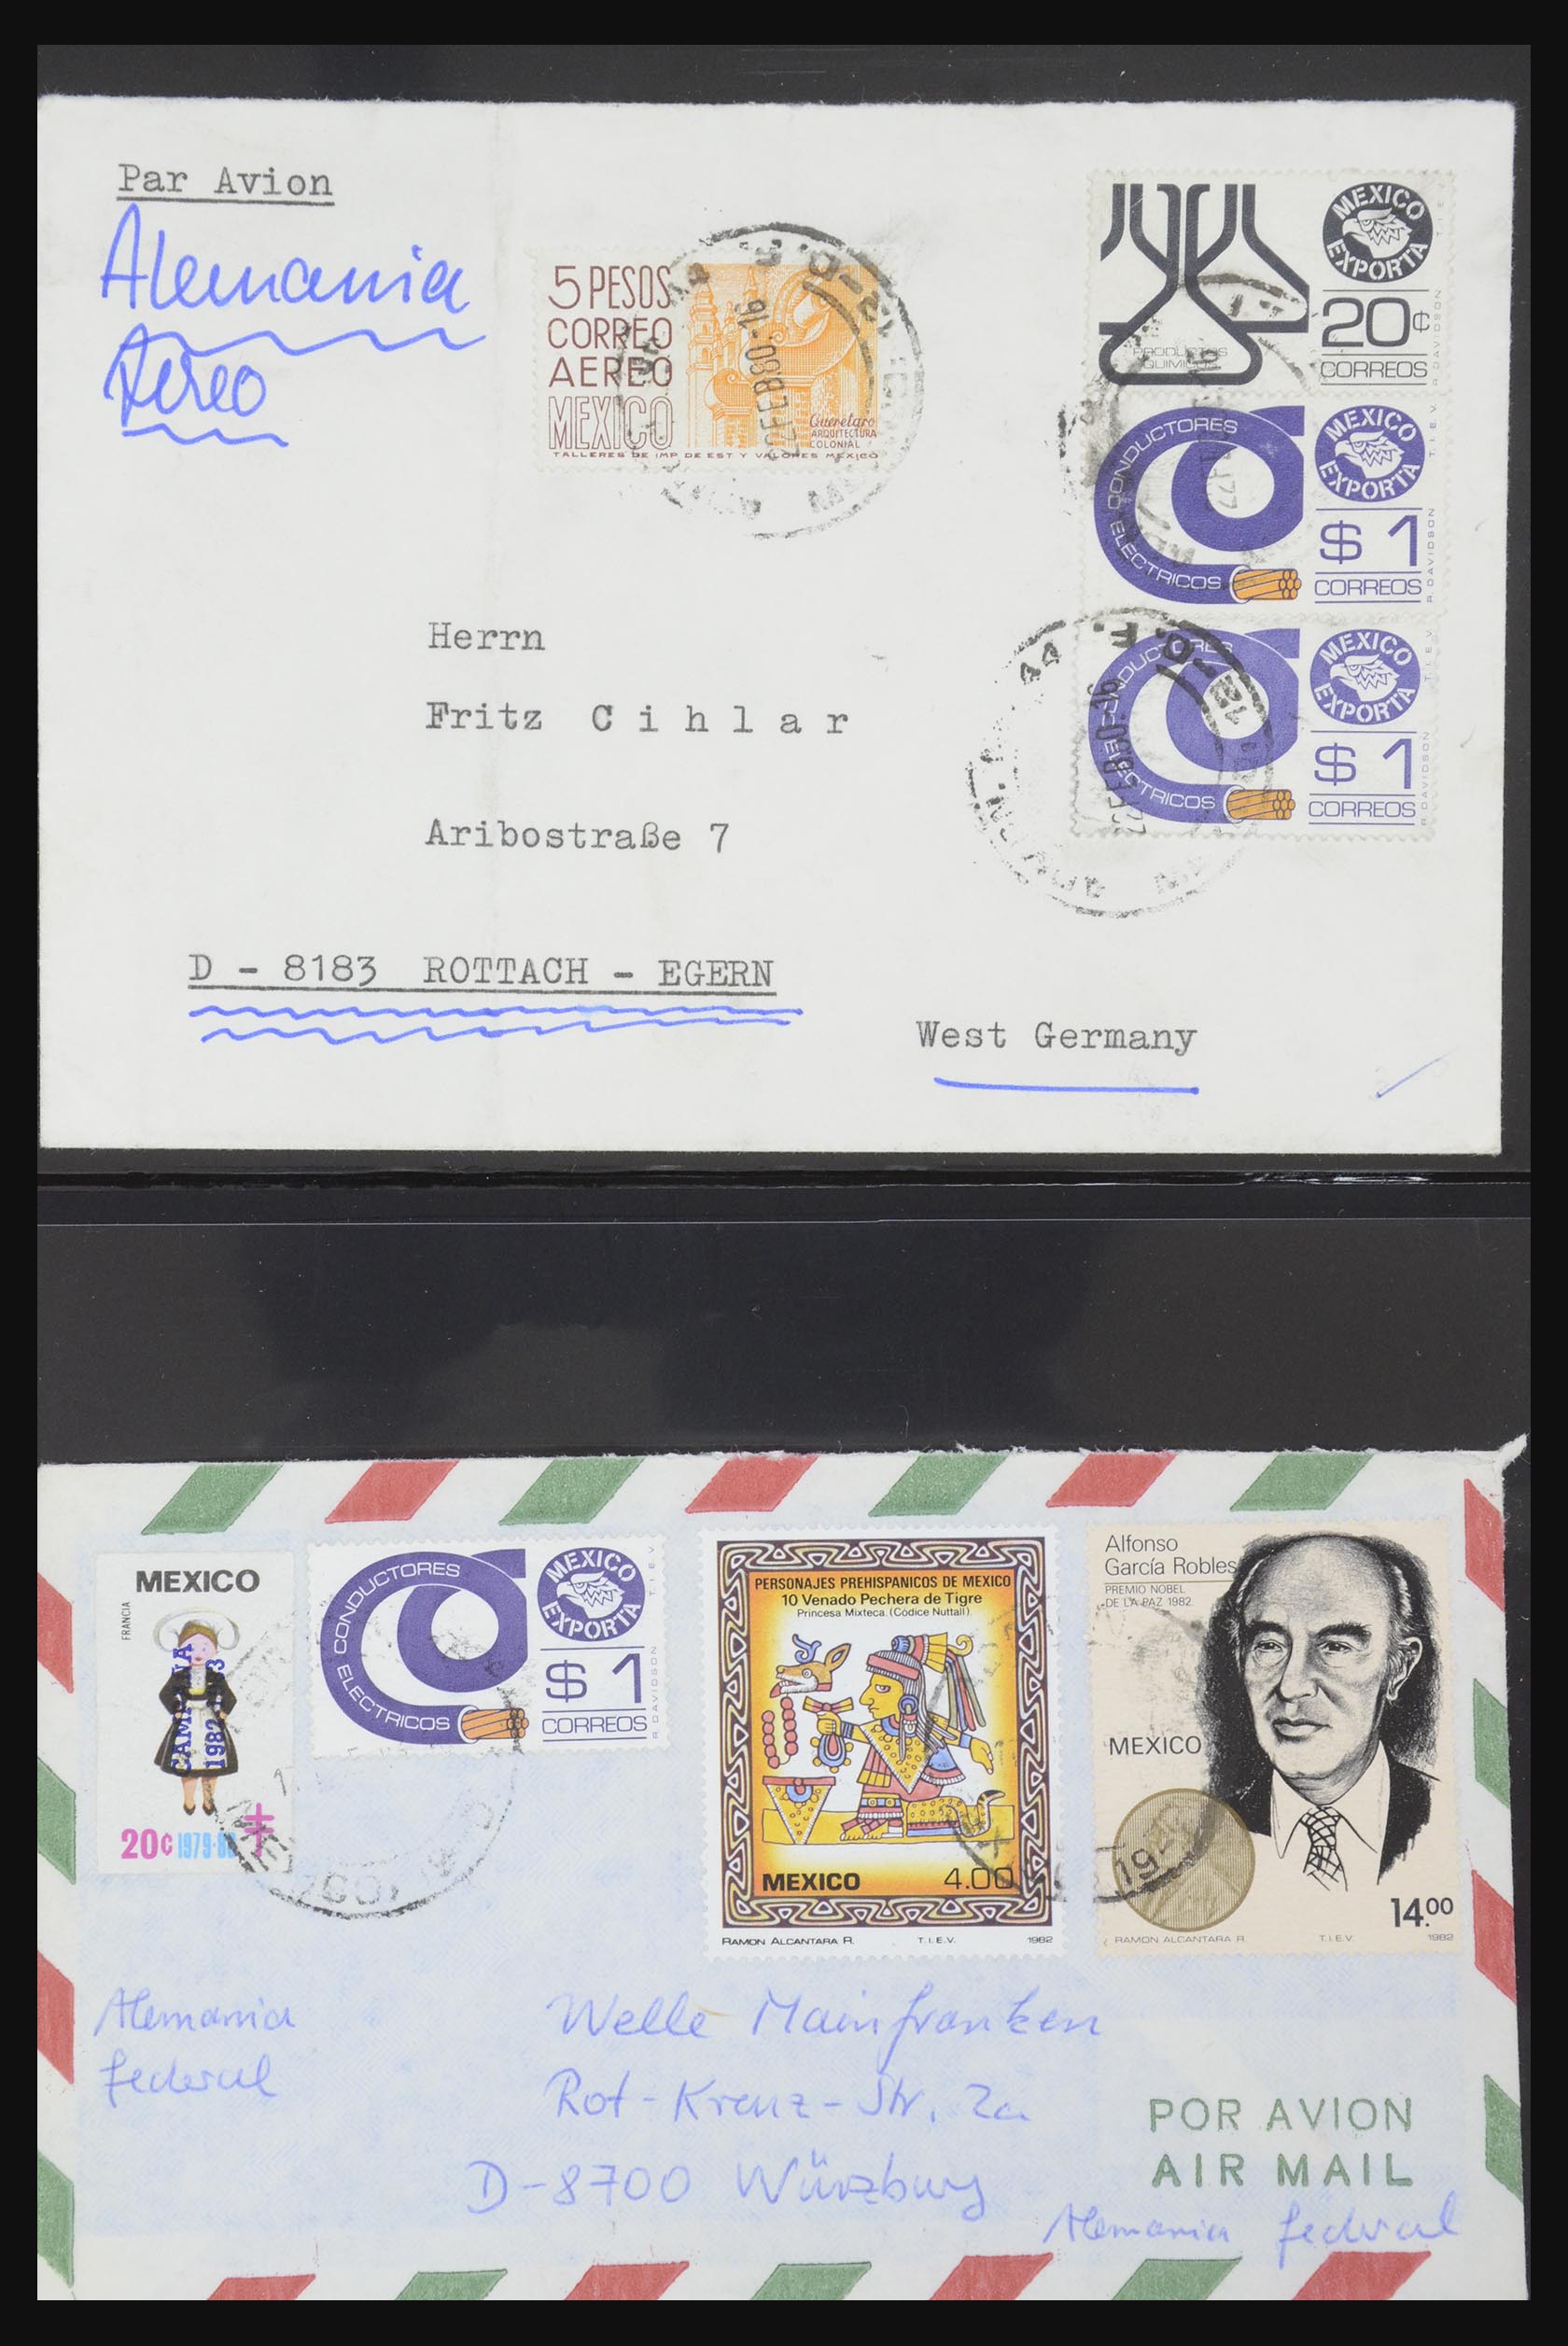 Par Avion
Alemania
Aereo
5 PESOS
CORREO
AEREO
MEXICO
Queretaro
ARQUITECTURA
COLONIAL
TALLERES DE IMP DE EST Y VALORES MEXICO
MEXICO
EXPORTA
20¢
CORREOS
PRODUCTOS
QUIMICOS
R DAVIDSON
CONDUCTORES
ELECTRICOS
MEXICO
EXPORTA
$1
CORREOS
T.I.E.V.
R DAVIDSON
CONDUCTORES
ELECTRICOS
MEXICO
EXPORTA
$1
CORREOS
T.I.E.V.
R DAVIDSON
Herrn
Fritz Cihlar
Aribostraße 7
D - 8183 ROTTACH - EGERN
West Germany
MEXICO
FRANCIA
20¢
CONDUCTORES
ELECTRICOS
MEXICO
EXPORTA
$1
CORREOS
T.I.E.V
R DAVIDSON
PERSONAJES PREHISPANICOS DE MEXICO
10 Venado Pechera de Tigre
Princesa Mixteca. (Códice Nuttall)
MEXICO 4.00
RAMON ALCANTARA R. T.I.E.V. 1982
Alfonso
García Robles
PREMIO NOBEL
DE LA PAZ 1982.
MEXICO
14.00
RAMON ALCANTARA R T.I.E.V. 1982
Alemania
federal
Welle Mainfranken
Rot-Kreuz-Str. 2a
D-8700 Würzburg
POR AVION
AIR MAIL
Alemania federal